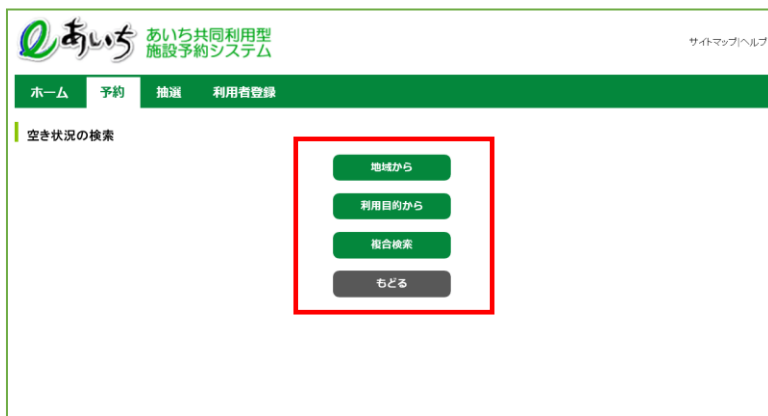 eあいち
あいち共同利用型
施設予約システム
サイトマップ|ヘルプ
ホーム 予約 抽選 利用者登録
空き状況の検索
地域から
利用目的から
複合検索
もどる